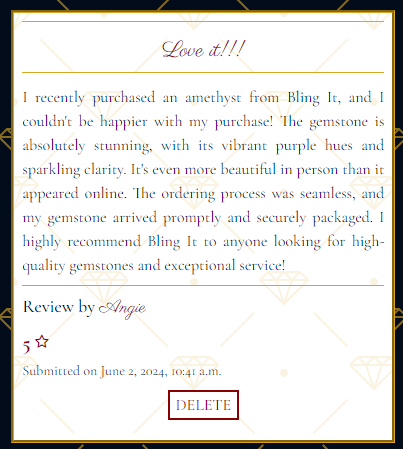 Love it!!!
I recently purchased an amethyst from Bling It, and I
couldn't be happier with my purchase! The gemstone is
absolutely stunning, with its vibrant purple hues and
sparkling clarity. It's even more beautiful in person than it
appeared online. The ordering process was seamless, and
my gemstone arrived promptly and securely packaged. I
highly recommend Bling It to anyone looking for high-
quality gemstones and exceptional service!
Review by Angie
5
Submitted on June 2, 2024, 10:41 a.m.
DELETE